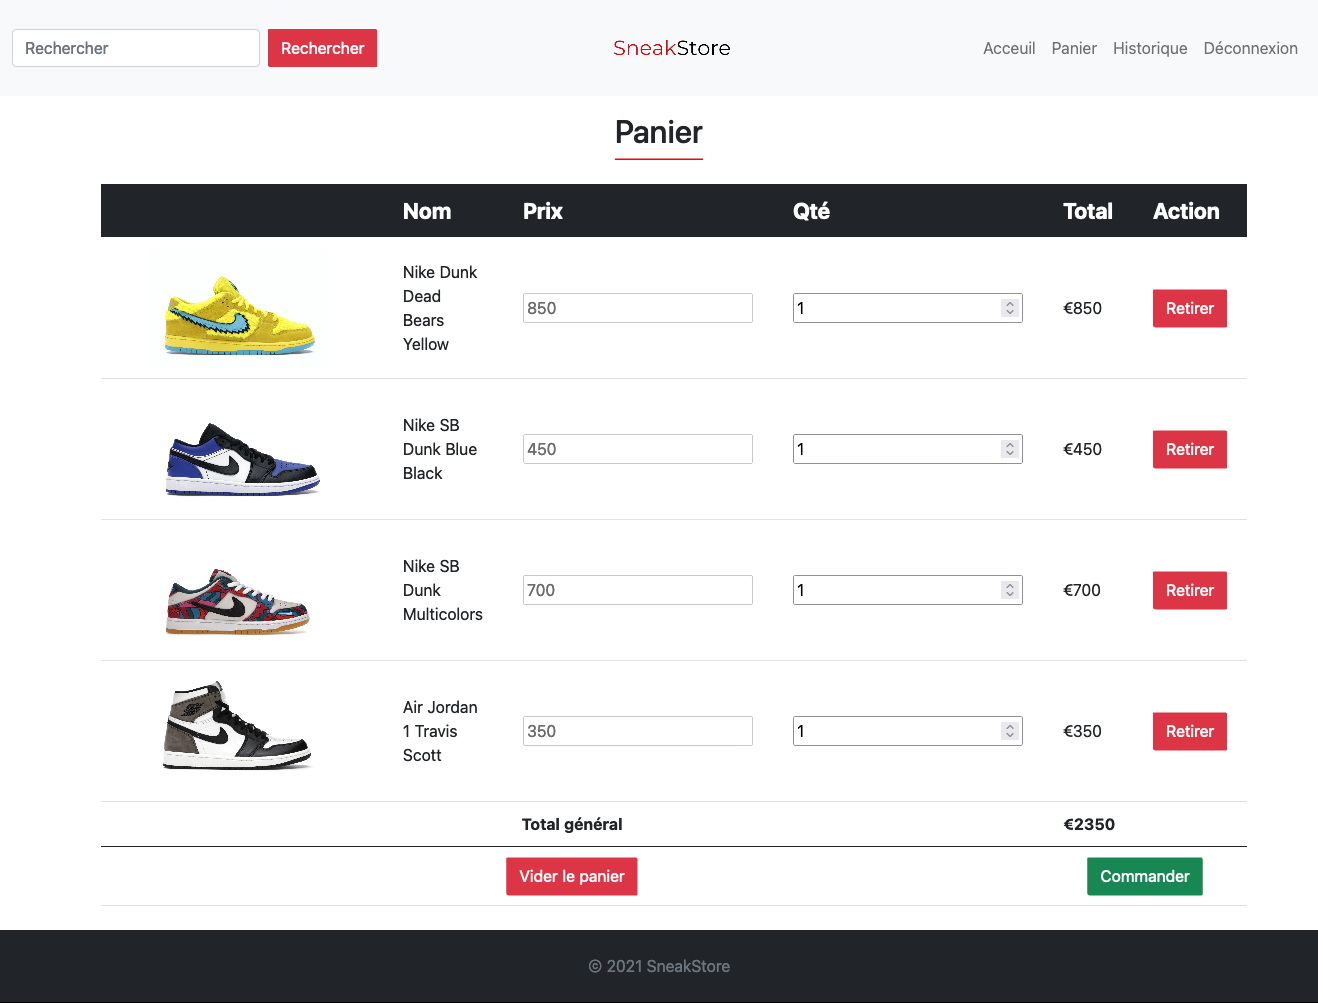 Rechercher Rechercher SneakStore Acceuil Panier Historique Déconnexion
Panier
Nom Prix Qté Total Action
Nike Dunk
Dead
Bears
Yellow
850 1 €850 Retirer
Nike SB
Dunk Blue
Black
450 1 €450 Retirer
Nike SB
Dunk
Multicolors
700 1 €700 Retirer
Air Jordan
1 Travis
Scott
350 1 €350 Retirer
Total général €2350
Vider le panier Commander
© 2021 SneakStore